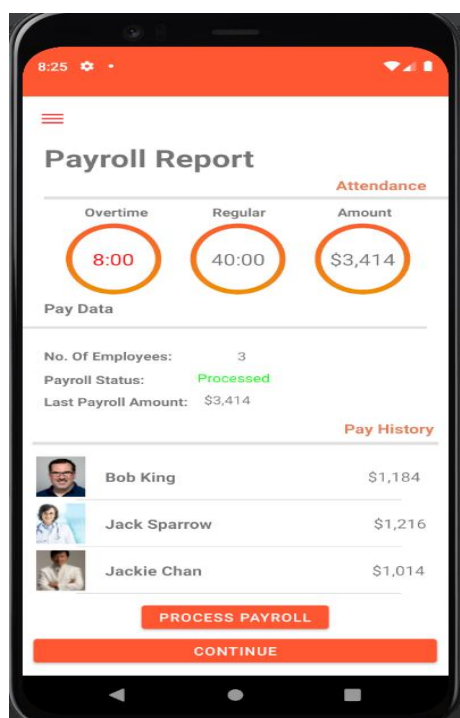 8:25
Payroll Report
Attendance
Overtime Regular Amount
8:00 40:00 $3,414
Pay Data
No. Of Employees: 3
Payroll Status: Processed
Last Payroll Amount: $3,414
Pay History
Bob King $1,184
Jack Sparrow $1,216
Jackie Chan $1,014
PROCESS PAYROLL
CONTINUE